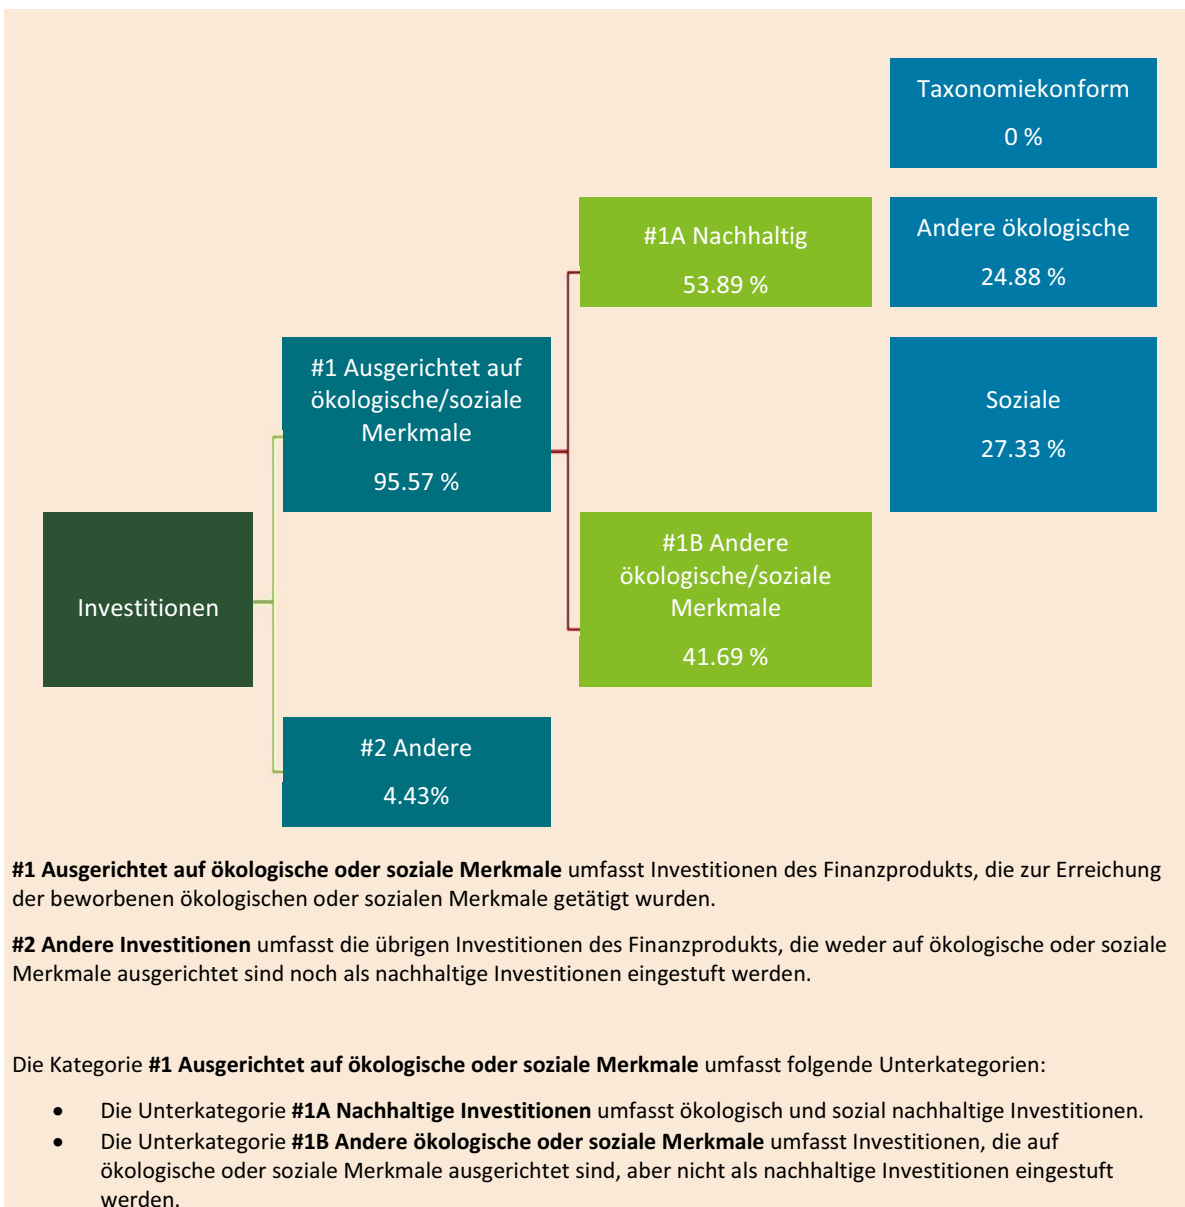 Taxonomiekonform
0 %
#1A Nachhaltig
53.89 %
Andere ökologische
24.88 %
#1 Ausgerichtet auf
ökologische/soziale
Merkmale
95.57 %
Soziale
27.33 %
Investitionen
#1B Andere
ökologische/soziale
Merkmale
41.69 %
#2 Andere
4.43%
#1 Ausgerichtet auf ökologische oder soziale Merkmale umfasst Investitionen des Finanzprodukts, die zur Erreichung
der beworbenen ökologischen oder sozialen Merkmale getätigt wurden.
#2 Andere Investitionen umfasst die übrigen Investitionen des Finanzprodukts, die weder auf ökologische oder soziale
Merkmale ausgerichtet sind noch als nachhaltige Investitionen eingestuft werden.
Die Kategorie #1 Ausgerichtet auf ökologische oder soziale Merkmale umfasst folgende Unterkategorien:
• Die Unterkategorie #1A Nachhaltige Investitionen umfasst ökologisch und sozial nachhaltige Investitionen.
• Die Unterkategorie #1B Andere ökologische oder soziale Merkmale umfasst Investitionen, die auf
ökologische oder soziale Merkmale ausgerichtet sind, aber nicht als nachhaltige Investitionen eingestuft
werden.